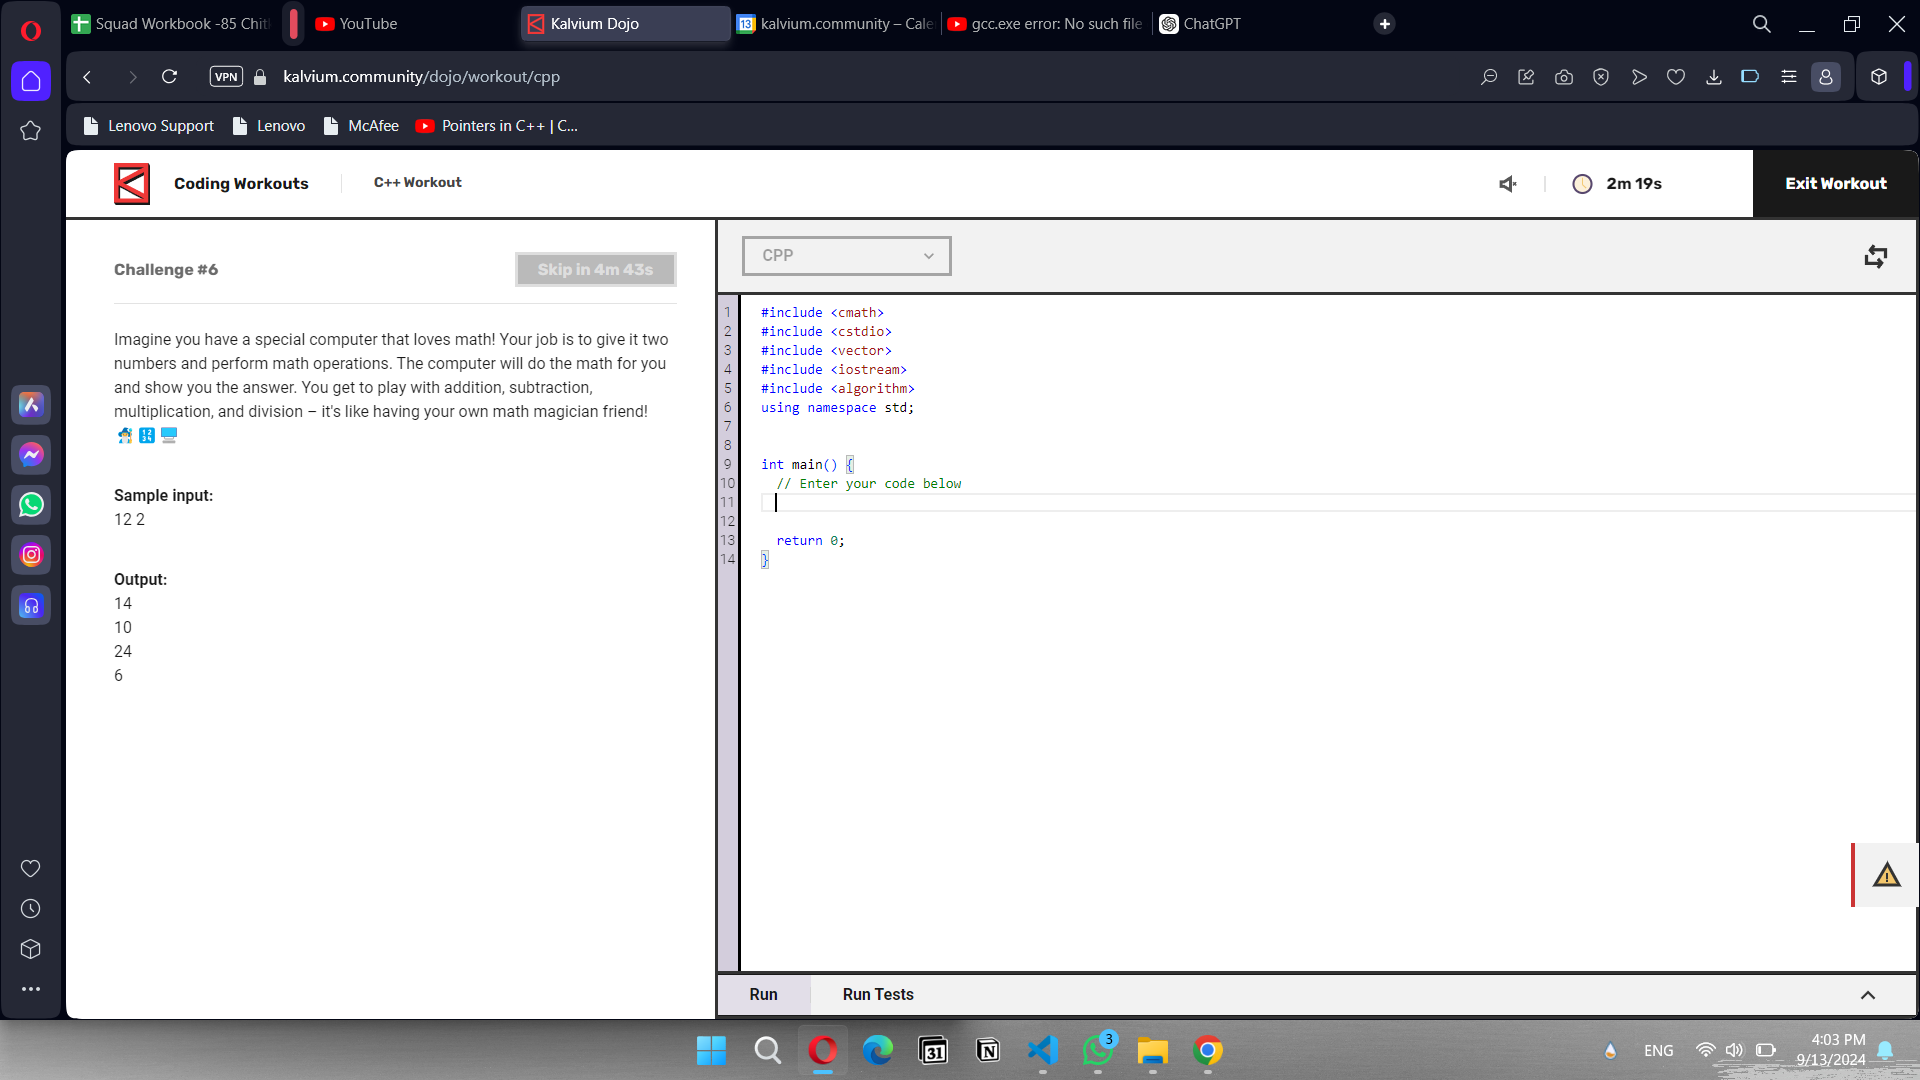 Squad Workbook -85 Chit
YouTube
Kalvium Dojo
13
kalvium.community – Cale
gcc.exe error: No such file
ChatGPT
VPN
kalvium.community/dojo/workout/cpp
Lenovo Support
Lenovo
McAfee
Pointers in C++ | C...
Coding Workouts
C++ Workout
2m 19s
Exit Workout
Challenge #6
Skip in 4m 43s
Imagine you have a special computer that loves math! Your job is to give it two
numbers and perform math operations. The computer will do the math for you
and show you the answer. You get to play with addition, subtraction,
multiplication, and division – it's like having your own math magician friend!
Sample input:
12 2
Output:
14
10
24
6
CPP
1 #include <cmath>
2 #include <cstdio>
3 #include <vector>
4 #include <iostream>
5 #include <algorithm>
6 using namespace std;
7
8
9 int main() {
10 // Enter your code below
11
12
13 return 0;
14 }
Run
Run Tests
31
3
ENG
4:03 PM
9/13/2024